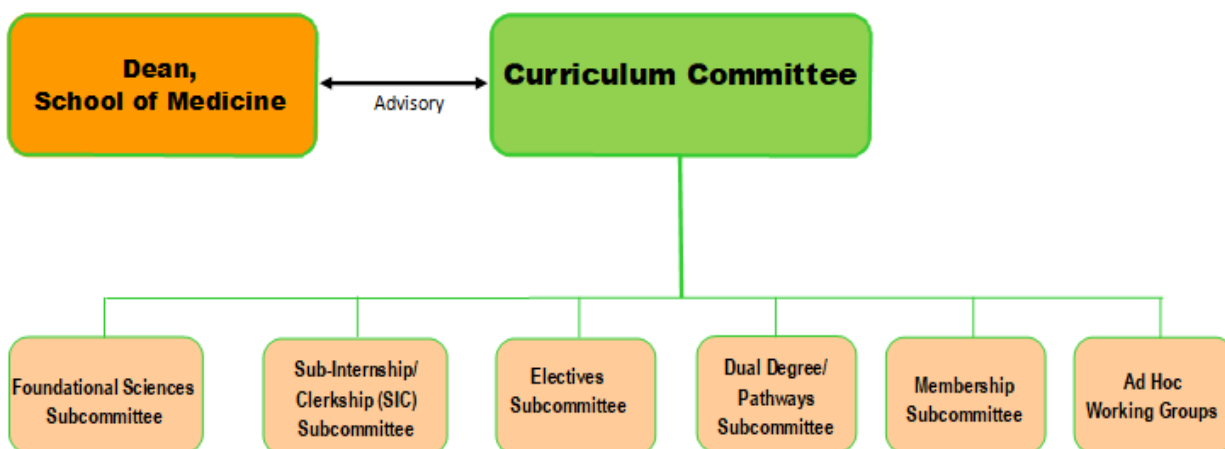 Dean,
School of Medicine
Advisory
Curriculum Committee
Foundational Sciences
Subcommittee
Sub-Internship/
Clerkship (SIC)
Subcommittee
Electives
Subcommittee
Dual Degree/
Pathways
Subcommittee
Membership
Subcommittee
Ad Hoc
Working Groups